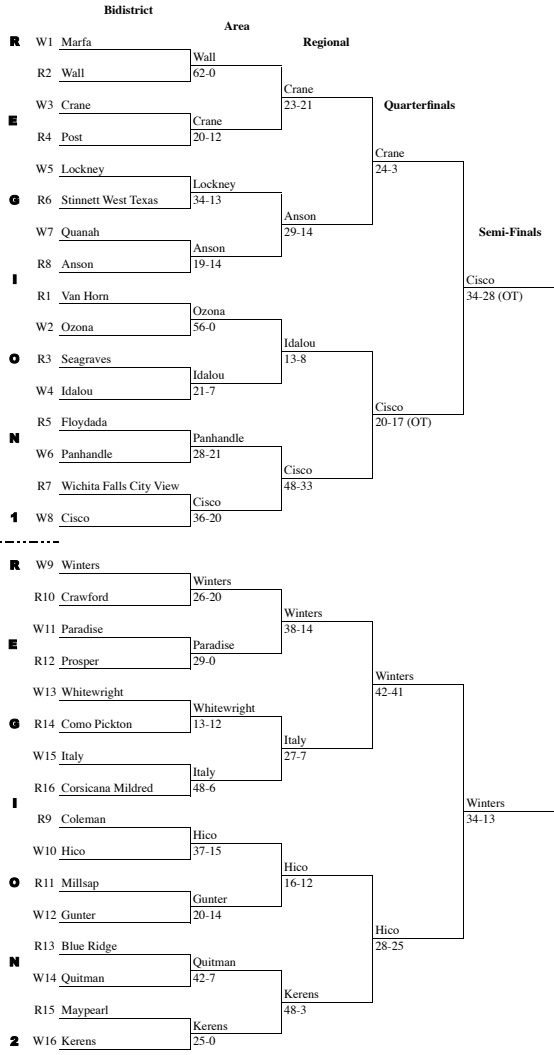 Bidistrict
Area
R W1 Marfa Regional
Wall
R2 Wall 62-0
Crane
W3 Crane 23-21 Quarterfinals
E Crane
R4 Post 20-12
Crane
W5 Lockney 24-3
Lockney
G R6 Stinnett West Texas 34-13
Anson
W7 Quanah 29-14 Semi-Finals
Anson
R8 Anson 19-14
I Cisco
R1 Van Horn 34-28 (OT)
Ozona
W2 Ozona 56-0
Idalou
O R3 Seagraves 13-8
Idalou
W4 Idalou 21-7
Cisco
R5 Floydada 20-17 (OT)
N Panhandle
W6 Panhandle 28-21
Cisco
R7 Wichita Falls City View 48-33
Cisco
1 W8 Cisco 36-20
R W9 Winters
Winters
R10 Crawford 26-20
Winters
W11 Paradise 38-14
E Paradise
R12 Prosper 29-0
Winters
W13 Whitewright 42-41
Whitewright
G R14 Como Pickton 13-12
Italy
W15 Italy 27-7
Italy
R16 Corsicana Mildred 48-6
I Winters
R9 Coleman 34-13
Hico
W10 Hico 37-15
Hico
O R11 Millsap 16-12
Gunter
W12 Gunter 20-14
Hico
R13 Blue Ridge 28-25
N Quitman
W14 Quitman 42-7
Kerens
R15 Maypearl 48-3
Kerens
2 W16 Kerens 25-0